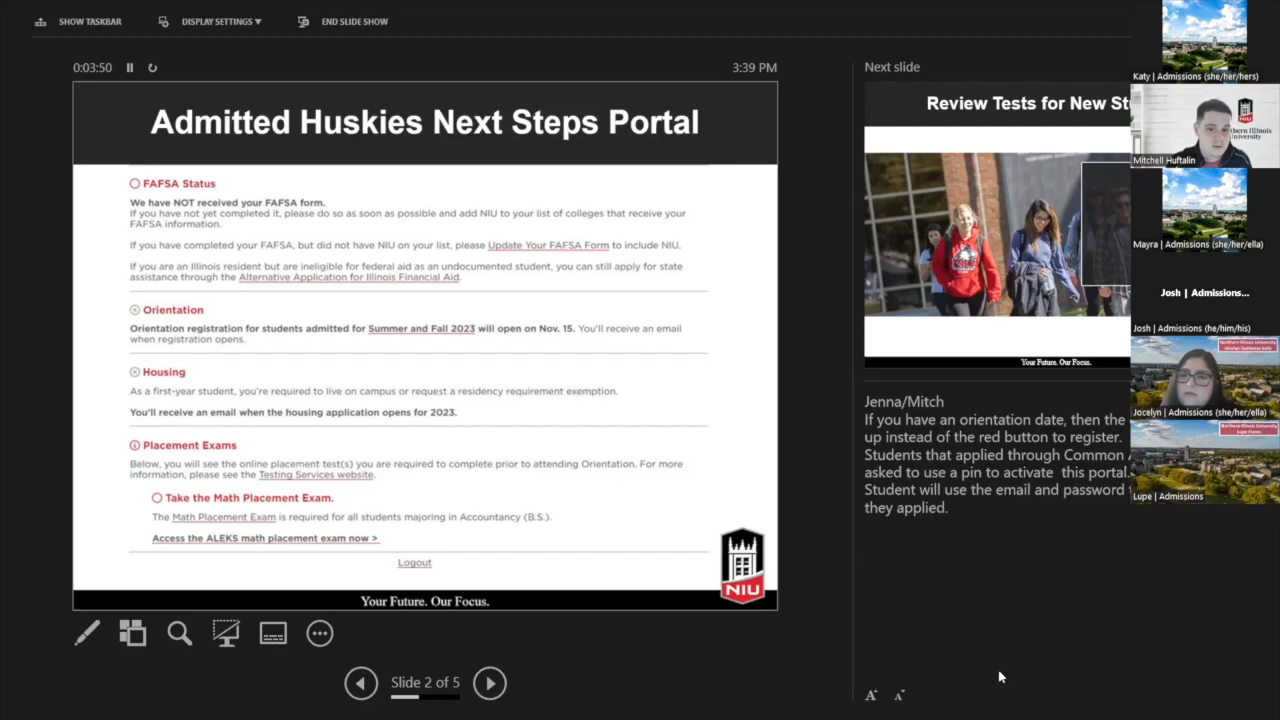 SHOW TASKBAR
DISPLAY SETTINGS ▼
END SLIDE SHOW
0:03:50
3:39 PM
Admitted Huskies Next Steps Portal
FAFSA Status
We have NOT received your FAFSA form.
If you have not yet completed it, please do so as soon as possible and add NIU to your list of colleges that receive your
FAFSA information.
If you have completed your FAFSA, but did not have NIU on your list, please Update Your FAFSA Form to include NIU.
If you are an Illinois resident but are ineligible for federal aid as an undocumented student, you can still apply for state
assistance through the Alternative Application for Illinois Financial Aid.
Orientation
Orientation registration for students admitted for Summer and Fall 2023 will open on Nov. 15. You'll receive an email
when registration opens.
Housing
As a first-year student, you're required to live on campus or request a residency requirement exemption.
You'll receive an email when the housing application opens for 2023.
Placement Exams
Below, you will see the online placement test(s) you are required to complete prior to attending Orientation. For more
information, please see the Testing Services website.
Take the Math Placement Exam.
The Math Placement Exam is required for all students majoring in Accountancy (B.S.).
Access the ALEKS math placement exam now >
Logout
NIU
Your Future. Our Focus.
Slide 2 of 5
Next slide
Review Tests for New
Your Future. Our Focus.
Jenna/Mitch
If you have an orientation date, then the
up instead of the red button to register.
Students that applied through Common
asked to use a pin to activate this portal.
Student will use the email and password
they applied.
A A
Katy | Admissions (she/her/hers)
NIU
University
Mitchell Huftalin
Mayra | Admissions (she/her/ella)
Josh | Admissions...
Josh | Admissions (he/him/his)
Northern Illinois University
Jocelyn | Admissions (she/her/ella)
Northern Illinois University
Lupe Flores
Lupe | Admissions